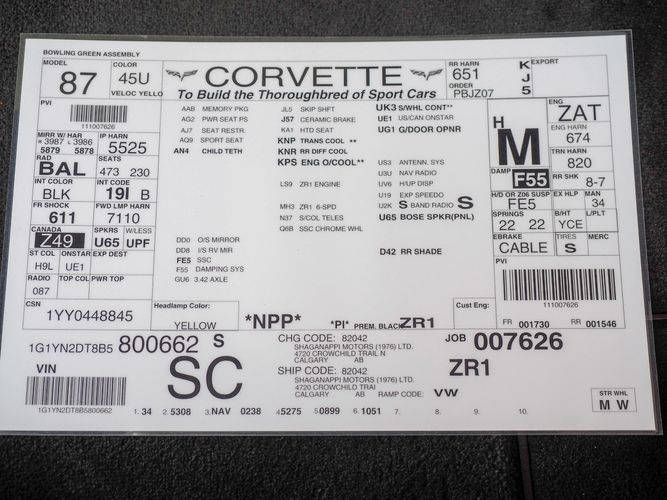 BOWLING GREEN ASSEMBLY
MODEL 87
COLOR 45U
VELOC YELLO
CORVETTE
To Build the Thoroughbred of Sport Cars
RR HARN 651
ORDER PBJZ07
K J 5
EXPORT
PVI
111007626
MIRR W/ HAR
R 3987 L 3986
5879 5878
IP HARN 5525
RAD BAL
SEATS 473 230
INT COLOR BLK
INT CODE 19I B
FR SHOCK 611
FWD LMP HARN 7110
CANADA Z49
SPKRS U65
W/LESS UPF
ST COL H9L
ONSTAR UE1
EXP DEST
RADIO 087
TOP COL
PWR TOP
AAB MEMORY PKG
AG2 PWR SEAT PS
AJ7 SEAT RESTR.
AQ9 SPORT SEAT
AN4 CHILD TETH
DD0 O/S MIRROR
DD8 I/S RV MIR
FE5 SSC
F55 DAMPING SYS
GU6 3.42 AXLE
JL5 SKIP SHFT
J57 CERAMIC BRAKE
KA1 HTD SEAT
KNP TRANS COOL **
KNR RR DIFF COOL
KPS ENG O/COOL**
LS9 ZR1 ENGINE
MH3 ZR1 6-SPD
N37 S/COL TELES
Q6B SSC CHROME WHL
UK3 S/WHL CONT**
UE1 US/CAN ONSTAR
UG1 G/DOOR OPNR
US3 ANTENN. SYS
U3U NAV RADIO
UV6 H/UP DISP
U19 EXP SPEEDO
U2K S BAND RADIO S
U65 BOSE SPKR(PNL)
D42 RR SHADE
H
M
ENG ZAT
ENG HARN 674
TRN HARN 820
DAMP F55
RR SHK 8-7
H/D OR Z06 SUSP FE5
EX HLP
MAN 34
SPRINGS 22 22
B/HT YCE
L/PLT
EBRAKE CABLE
TIRES S
MERC
PVI
111007626
FR 001730 RR 001546
CSN
1YY0448845
Headlamp Color:
YELLOW
*NPP*
*PI* PREM. BLACK
ZR1
Cust Eng:
1G1YN2DT8B5 800662 S
VIN
SC
1G1YN2DT8B5800662
CHG CODE: 82042
SHAGANAPPI MOTORS (1976) LTD.
4720 CROWCHILD TRAIL N
CALGARY AB
SHIP CODE: 82042
SHAGANAPPI MOTORS (1976) LTD.
4720 CROWCHILD TRAI
CALGARY AB RAMP CODE: VW
JOB 007626
ZR1
STR WHL
M W
1. 34 2. 5308 3. NAV 0238 4.5275 5.0899 6. 1051 7. 8. 9. 10.